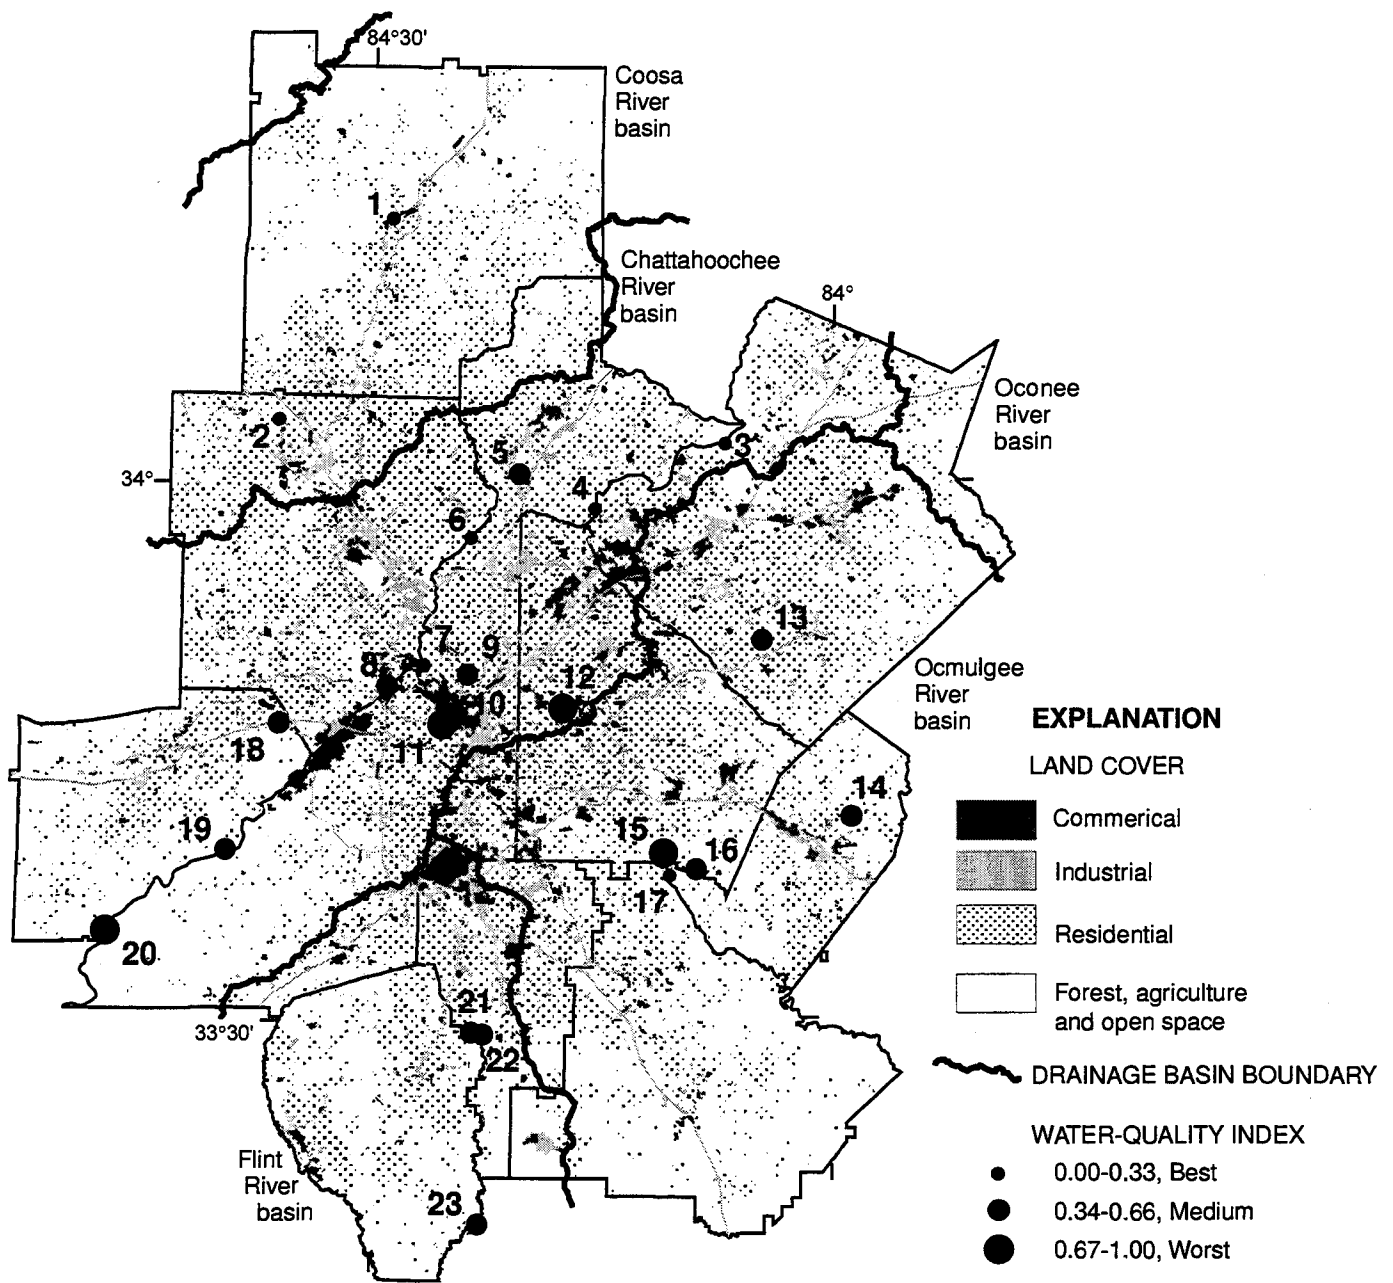 84°30'
Coosa
River
basin
1
Chattahoochee
River
basin
84°
Oconee
River
basin
2
3
5
34°
4
6
13
7
9
8
12
Ocmulgee
River
basin
10
18
11
EXPLANATION
LAND COVER
14
Commerical
19
15
16
Industrial
17
Residential
20
Forest, agriculture
and open space
21
33°30'
22
DRAINAGE BASIN BOUNDARY
WATER-QUALITY INDEX
Flint
River
basin
0.00-0.33, Best
23
0.34-0.66, Medium
0.67-1.00, Worst